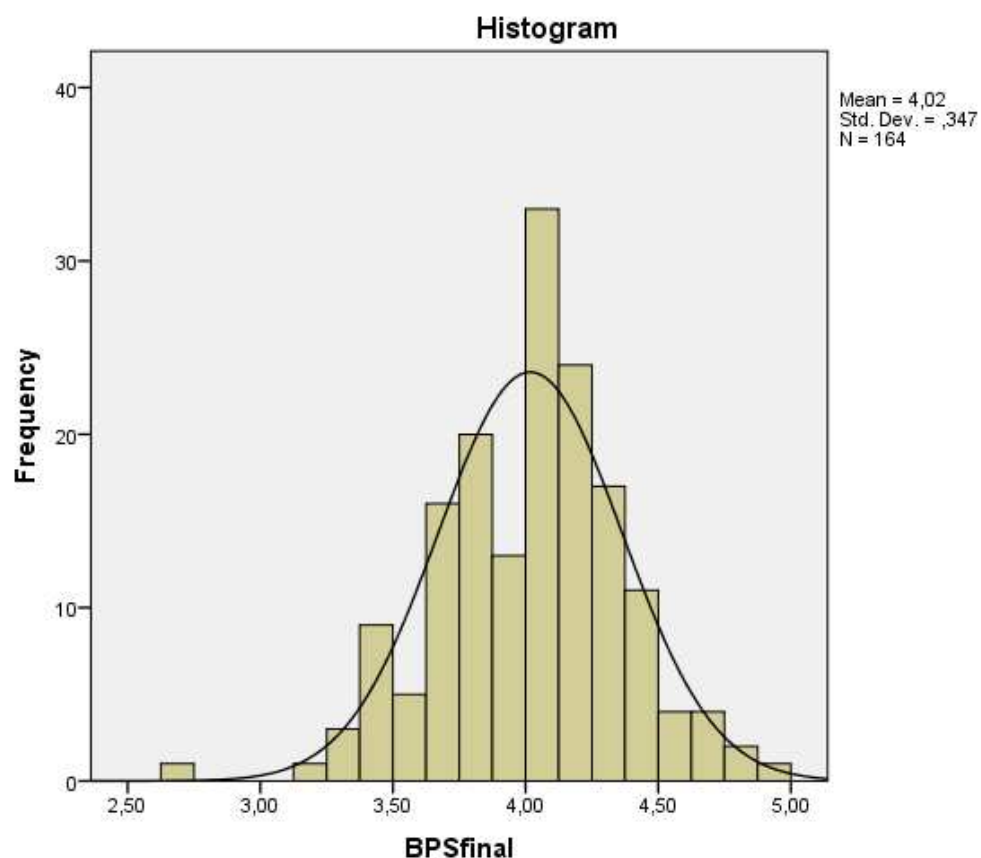 Histogram
Mean = 4,02
Std. Dev. = ,347
N = 164
40
30
20
10
0
Frequency
2,50 3,00 3,50 4,00 4,50 5,00
BPSfinal